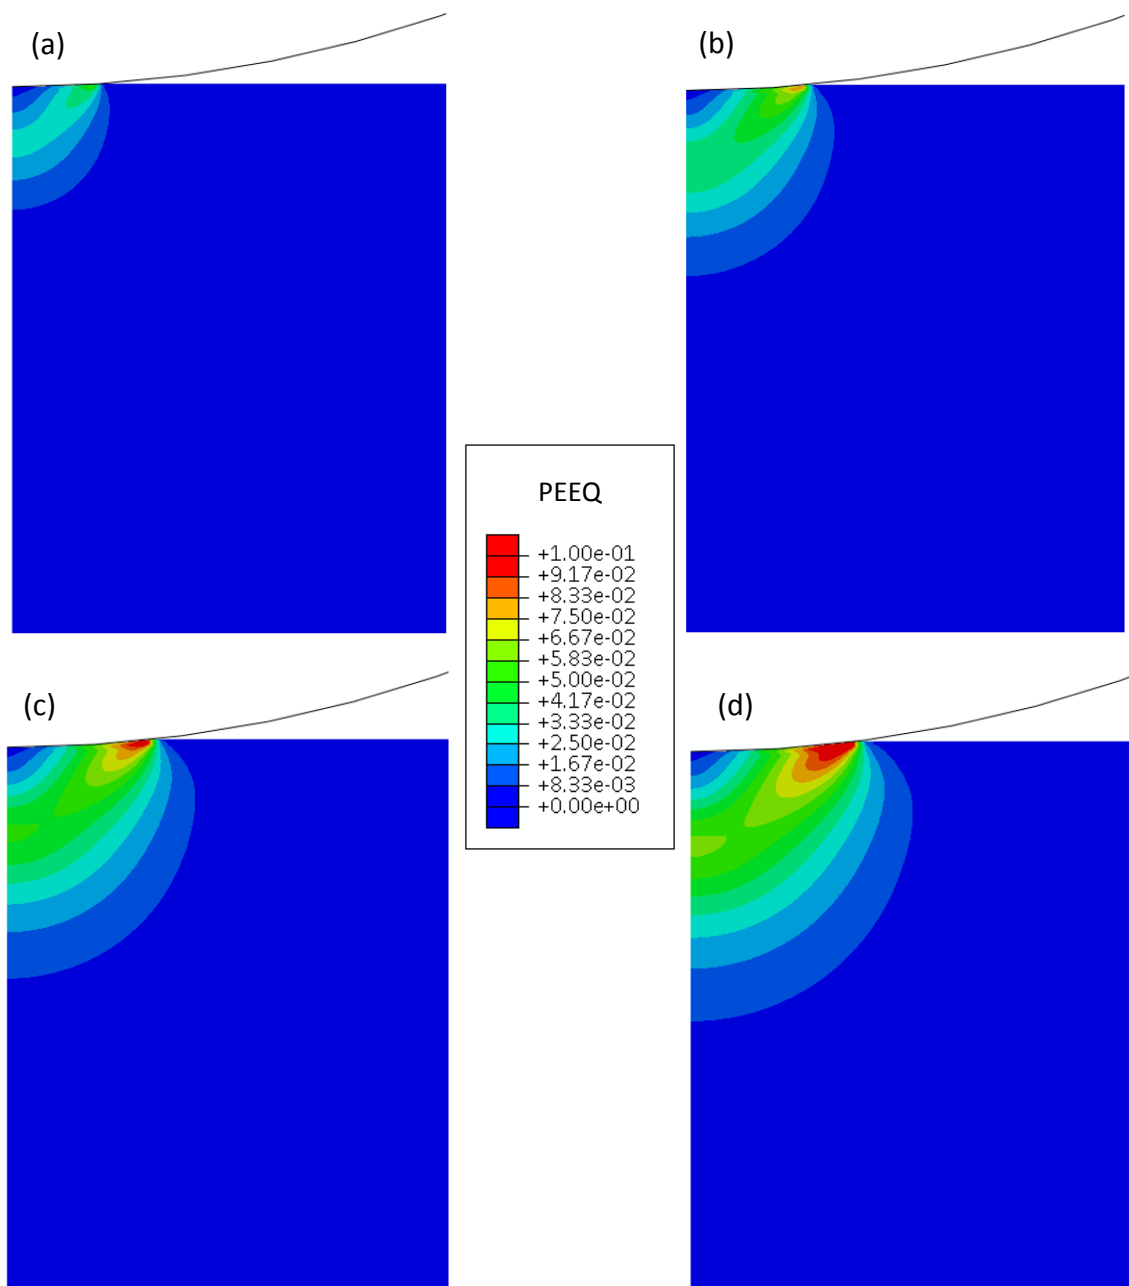 (a)
(b)
PEEQ
+1.00e-01
+9.17e-02
+8.33e-02
+7.50e-02
+6.67e-02
+5.83e-02
+5.00e-02
+4.17e-02
+3.33e-02
+2.50e-02
+1.67e-02
+8.33e-03
+0.00e+00
(c)
(d)